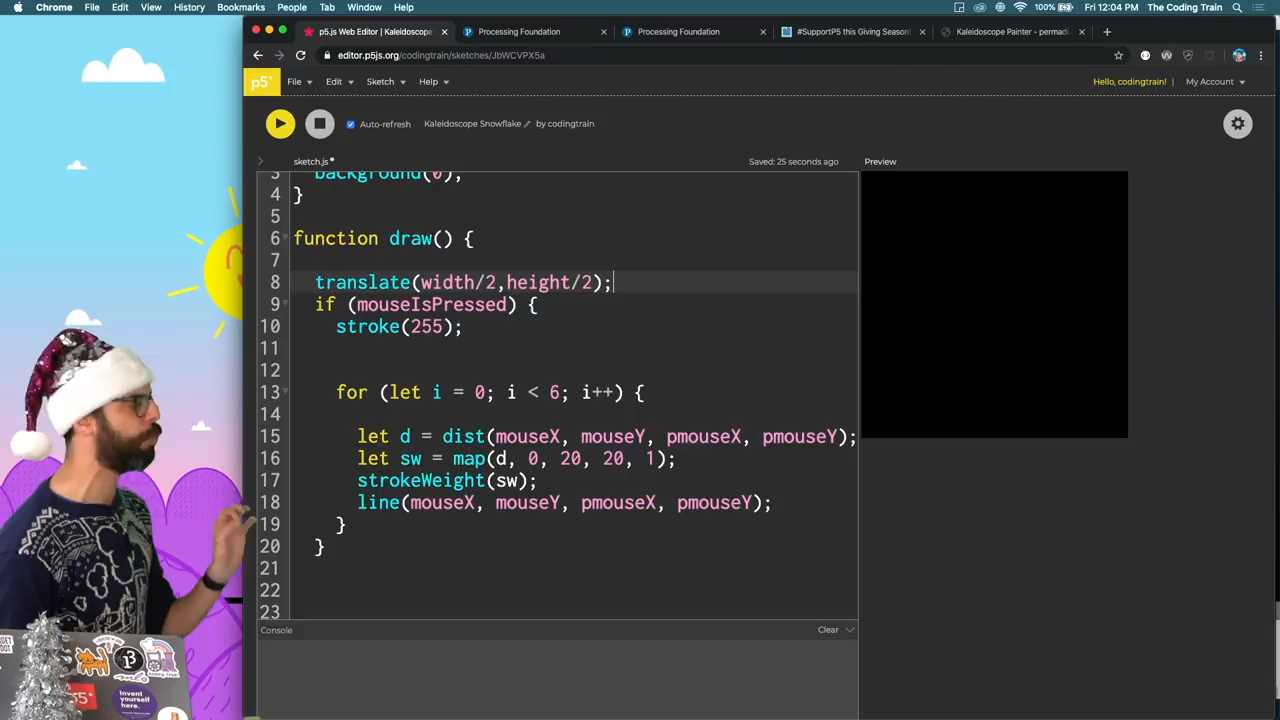 Chrome File Edit View History Bookmarks People Tab Window Help 100% Fri 12:04 PM The Coding Train
p5.js Web Editor | Kaleidoscope Processing Foundation Processing Foundation #SupportP5 this Giving Season! Kaleidoscope Painter - permadi
editor.p5js.org/codingtrain/sketches/JbWCVPX5a
p5* File Edit Sketch Help Hello, codingtrain! My Account
Auto-refresh Kaleidoscope Snowflake by codingtrain
sketch.js Saved: 25 seconds ago Preview
3 background(0);
4 }
5
6 function draw() {
7
8 translate(width/2,height/2);
9 if (mouseIsPressed) {
10 stroke(255);
11
12
13 for (let i = 0; i < 6; i++) {
14
15 let d = dist(mouseX, mouseY, pmouseX, pmouseY);
16 let sw = map(d, 0, 20, 20, 1);
17 strokeWeight(sw);
18 line(mouseX, mouseY, pmouseX, pmouseY);
19 }
20 }
21
22
23
Console Clear
Invent
yourself
here.